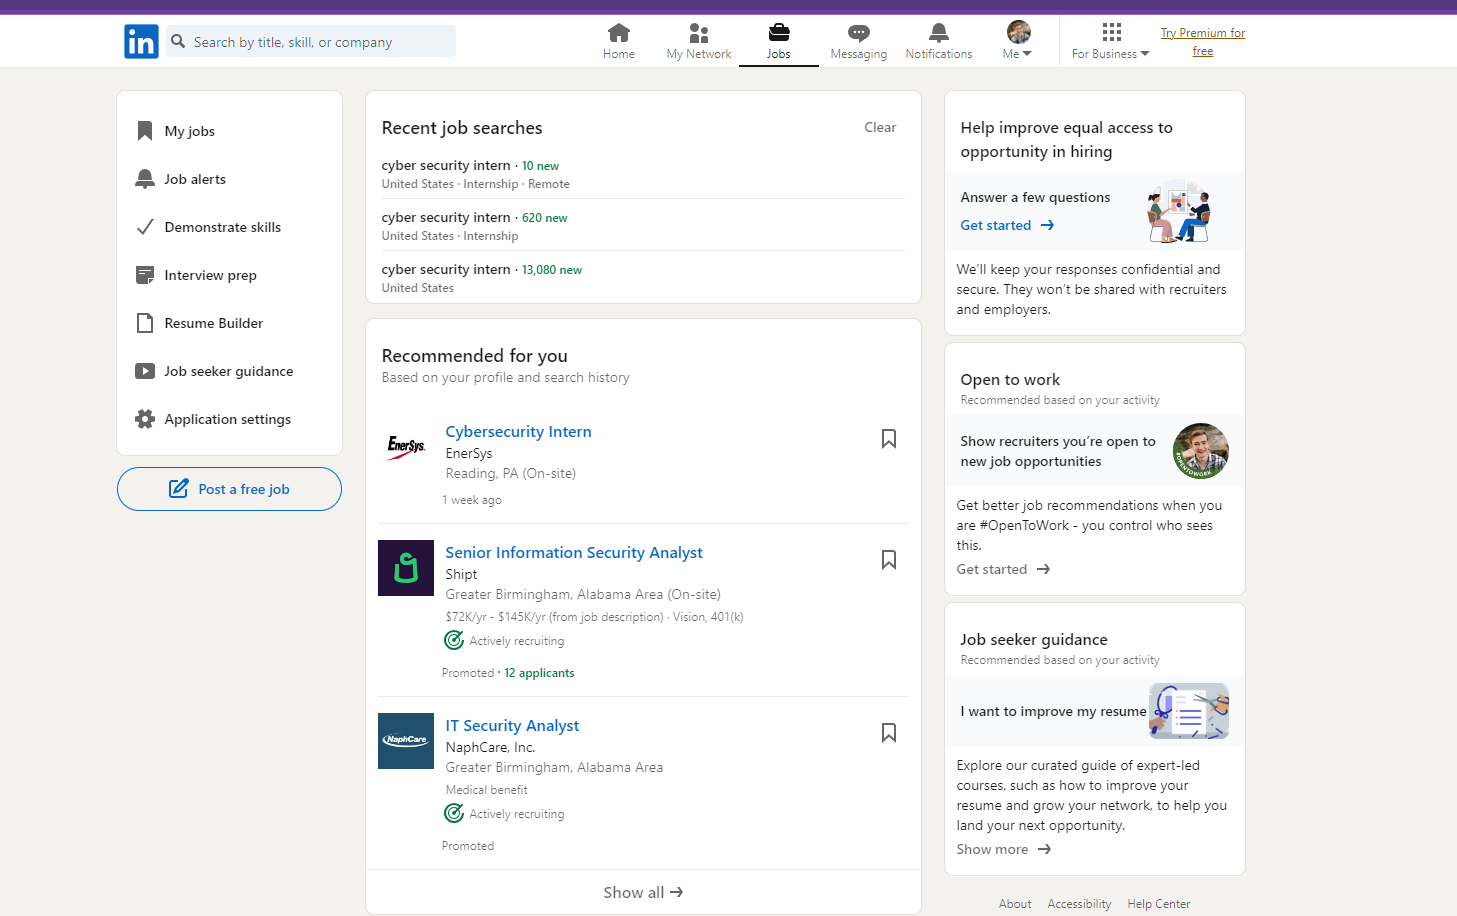 in
Search by title, skill, or company
Home
My Network
Jobs
Messaging
Notifications
Me
For Business
Try Premium for
free
My jobs
Job alerts
Demonstrate skills
Interview prep
Resume Builder
Job seeker guidance
Application settings
Post a free job
Recent job searches
Clear
cyber security intern · 10 new
United States · Internship · Remote
cyber security intern · 620 new
United States · Internship
cyber security intern · 13,080 new
United States
Recommended for you
Based on your profile and search history
EnerSys.
Cybersecurity Intern
EnerSys
Reading, PA (On-site)
1 week ago
Senior Information Security Analyst
Shipt
Greater Birmingham, Alabama Area (On-site)
$72K/yr - $145K/yr (from job description) · Vision, 401(k)
Actively recruiting
Promoted · 12 applicants
NaphCare
IT Security Analyst
NaphCare, Inc.
Greater Birmingham, Alabama Area
Medical benefit
Actively recruiting
Promoted
Show all →
Help improve equal access to
opportunity in hiring
Answer a few questions
Get started →
We'll keep your responses confidential and
secure. They won't be shared with recruiters
and employers.
Open to work
Recommended based on your activity
Show recruiters you're open to
new job opportunities
#OPENTOWORK
Get better job recommendations when you
are #OpenToWork - you control who sees
this.
Get started →
Job seeker guidance
Recommended based on your activity
I want to improve my resume
Explore our curated guide of expert-led
courses, such as how to improve your
resume and grow your network, to help you
land your next opportunity.
Show more →
About
Accessibility
Help Center